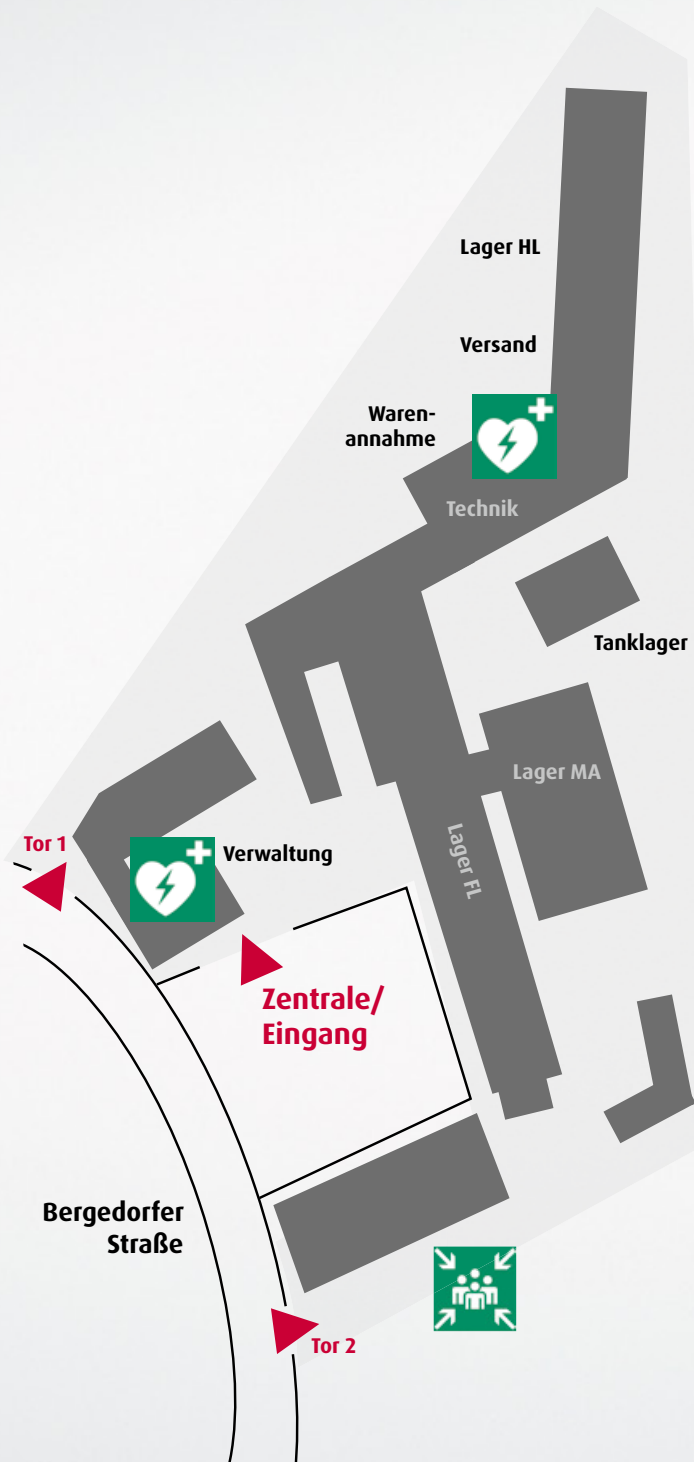 Lager HL
Versand
Waren-
annahme
Technik
Tanklager
Lager MA
Lager FL
Tor 1
Verwaltung
Zentrale/
Eingang
Bergedorfer
Straße
Tor 2